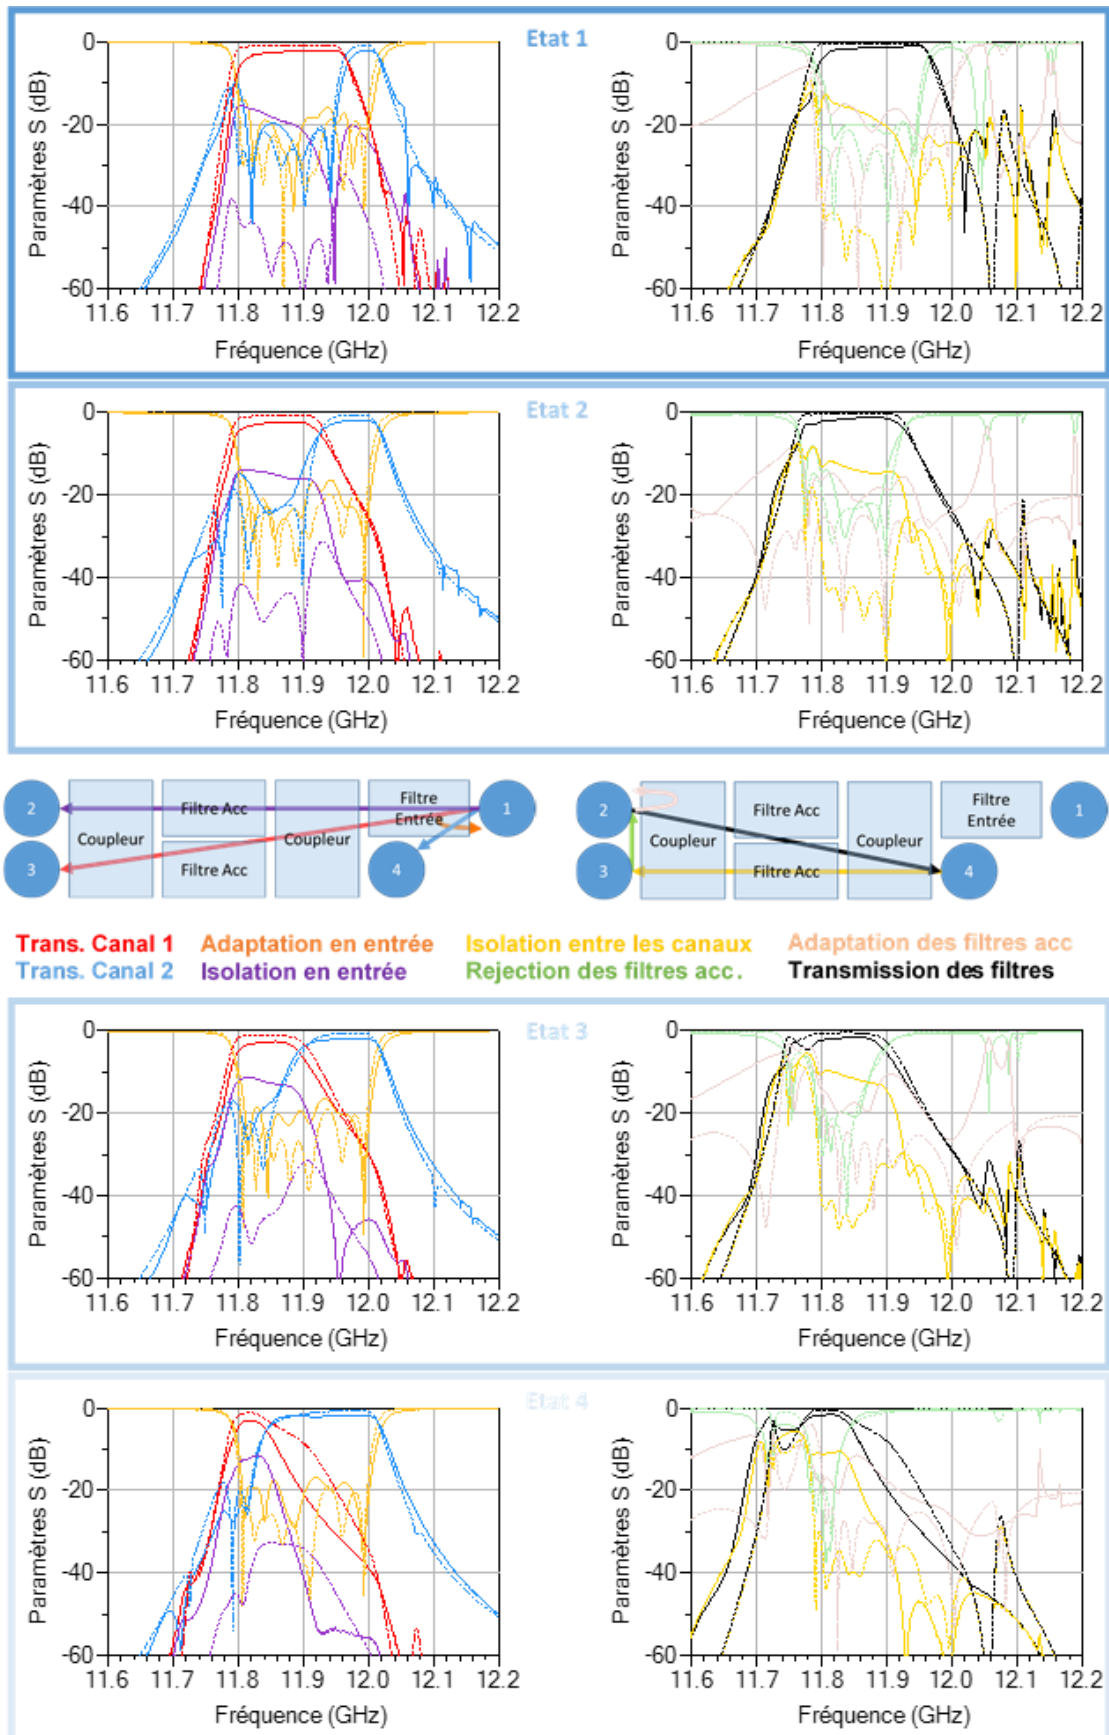 Etat 1
Paramètres S (dB)
0
-20
-40
-60
11.6 11.7 11.8 11.9 12.0 12.1 12.2
Fréquence (GHz)
Paramètres S (dB)
0
-20
-40
-60
11.6 11.7 11.8 11.9 12.0 12.1 12.2
Fréquence (GHz)
Etat 2
Paramètres S (dB)
0
-20
-40
-60
11.6 11.7 11.8 11.9 12.0 12.1 12.2
Fréquence (GHz)
Paramètres S (dB)
0
-20
-40
-60
11.6 11.7 11.8 11.9 12.0 12.1 12.2
Fréquence (GHz)
2
3
Coupleur
Filtre Acc
Filtre Acc
Coupleur
Filtre
Entrée
1
4
2
3
Coupleur
Filtre Acc
Filtre Acc
Coupleur
Filtre
Entrée
1
4
Trans. Canal 1 Adaptation en entrée Isolation entre les canaux Adaptation des filtres acc
Trans. Canal 2 Isolation en entrée Rejection des filtres acc. Transmission des filtres
Etat 3
Paramètres S (dB)
0
-20
-40
-60
11.6 11.7 11.8 11.9 12.0 12.1 12.2
Fréquence (GHz)
Paramètres S (dB)
0
-20
-40
-60
11.6 11.7 11.8 11.9 12.0 12.1 12.2
Fréquence (GHz)
Etat 4
Paramètres S (dB)
0
-20
-40
-60
11.6 11.7 11.8 11.9 12.0 12.1 12.2
Fréquence (GHz)
Paramètres S (dB)
0
-20
-40
-60
11.6 11.7 11.8 11.9 12.0 12.1 12.2
Fréquence (GHz)